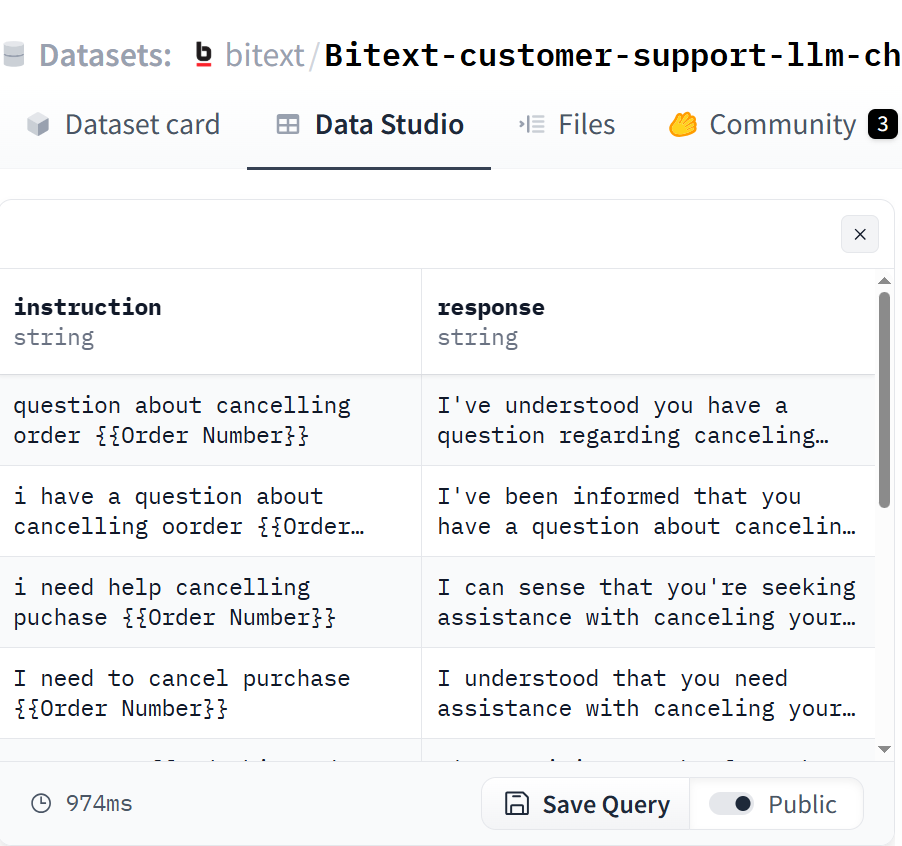 Datasets: b bitext/Bitext-customer-support-llm-ch
Dataset card Data Studio Files Community 3
instruction response
string string
question about cancelling
order {{Order Number}}
I've understood you have a
question regarding canceling…
i have a question about
cancelling oorder {{Order…
I've been informed that you
have a question about cancelin…
i need help cancelling
puchase {{Order Number}}
I can sense that you're seeking
assistance with canceling your…
I need to cancel purchase
{{Order Number}}
I understood that you need
assistance with canceling your…
974ms Save Query Public